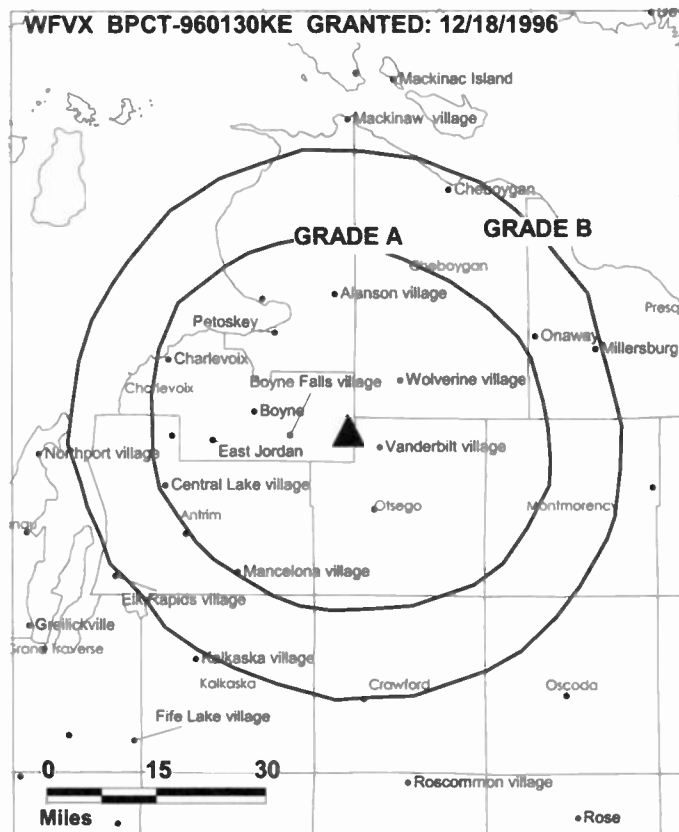 WFVX BPCT-960130KE GRANTED: 12/18/1996
Mackinac Island
Mackinaw village
Cheboygan
GRADE A
GRADE B
Cheboygan
Alanson village
Presq
Petoskey
Onaway
Millersburg
Charlevoix
Charlevoix
Boyne Falls village
Wolverine village
Boyne
East Jordan
Vanderbilt village
Northport village
Central Lake village
Otsego
Montmorency
Antrim
Mancelona village
Elk Rapids village
Greilickville
Grand Traverse
Kalkaska village
Kalkaska
Crawford
Oscoda
Fife Lake village
0 15 30
Miles
Roscommon village
Rose